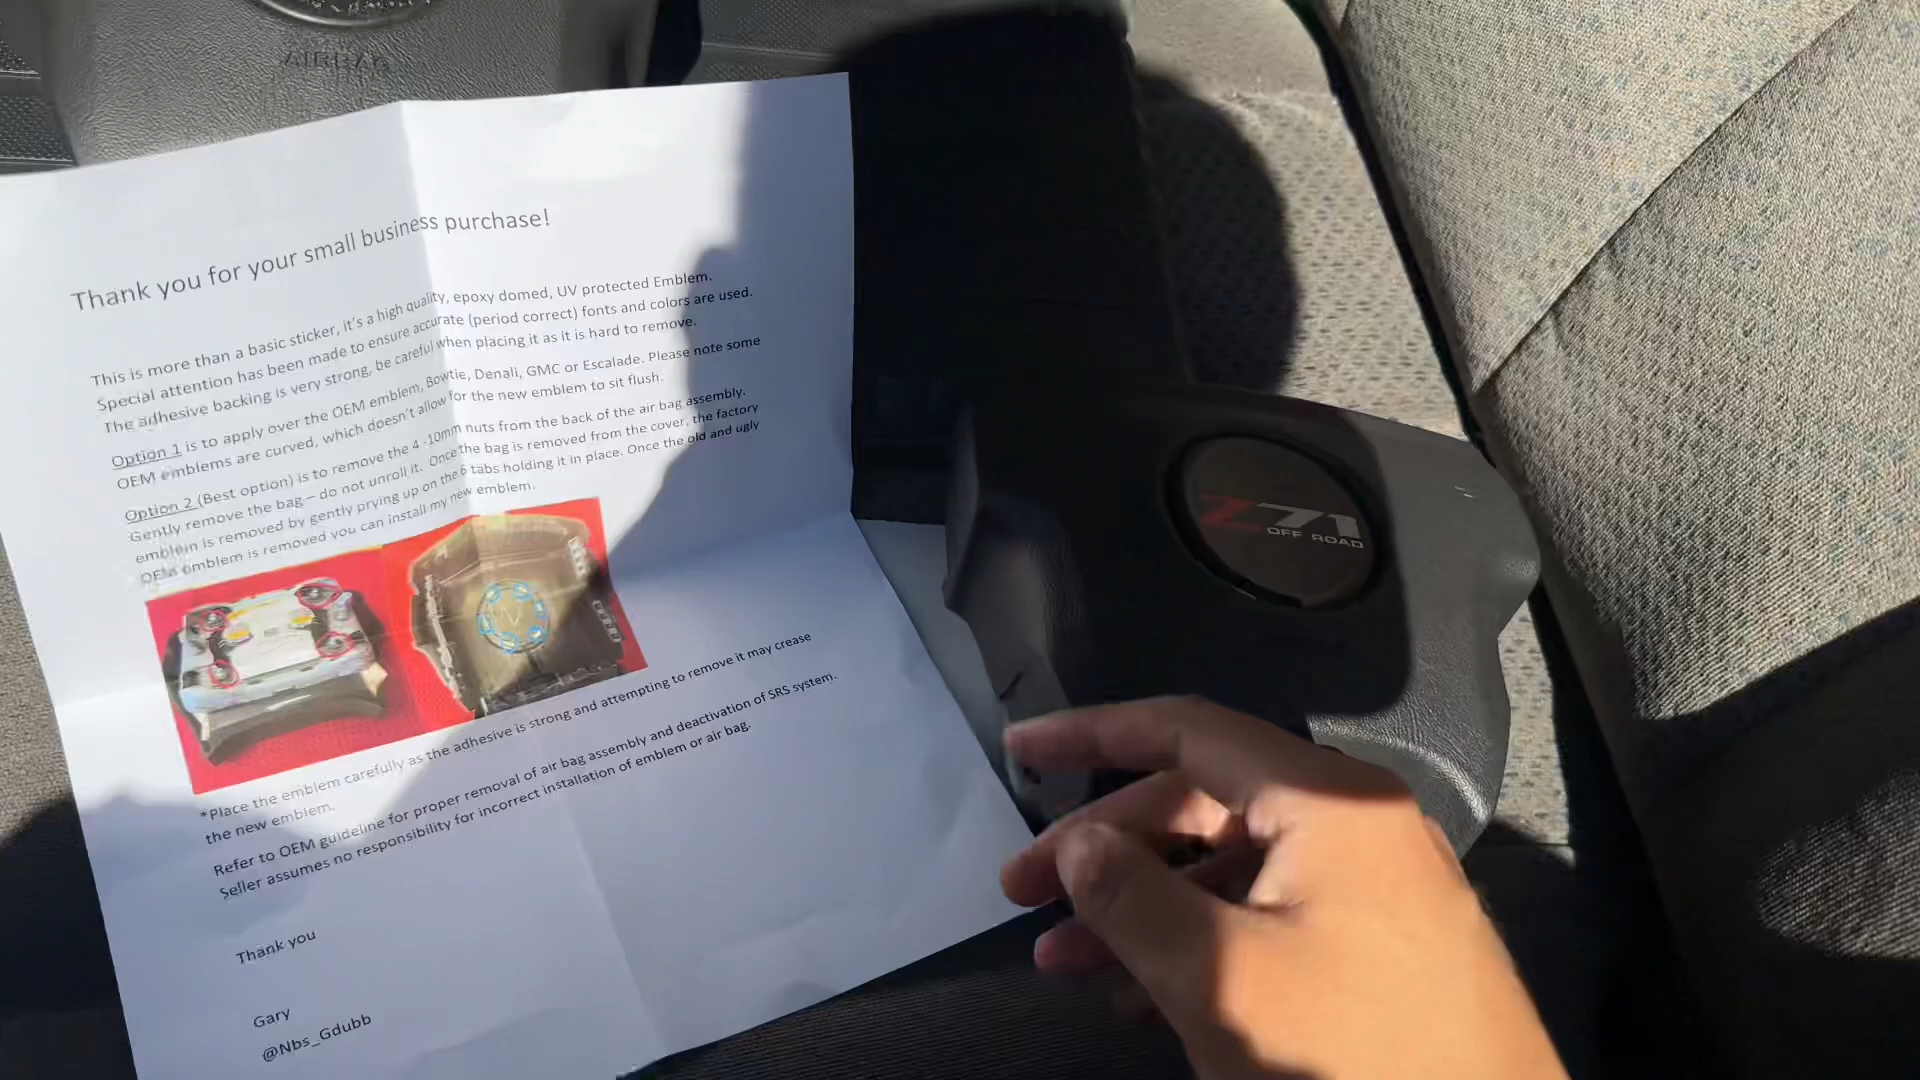 AIRBAG
Thank you for your small business purchase!
This is more than a basic sticker, it's a high quality, epoxy domed, UV protected Emblem.
Special attention has been made to ensure accurate (period correct) fonts and colors are used.
The adhesive backing is very strong, be careful when placing it as it is hard to remove.
Option 1 is to apply over the OEM emblem, Bowtie, Denali, GMC or Escalade. Please note some
OEM emblems are curved, which doesn't allow for the new emblem to sit flush.
Option 2 (Best option) is to remove the 4 -10mm nuts from the back of the air bag assembly.
Gently remove the bag – do not unroll it. Once the bag is removed from the cover, the factory
emblem is removed by gently prying up on the 6 tabs holding it in place. Once the old and ugly
OEM emblem is removed you can install my new emblem.
*Place the emblem carefully as the adhesive is strong and attempting to remove it may crease
the new emblem.
Refer to OEM guideline for proper removal of air bag assembly and deactivation of SRS system.
Seller assumes no responsibility for incorrect installation of emblem or air bag.
Thank you
Gary
@Nbs_Gdubb
Z71
OFF ROAD